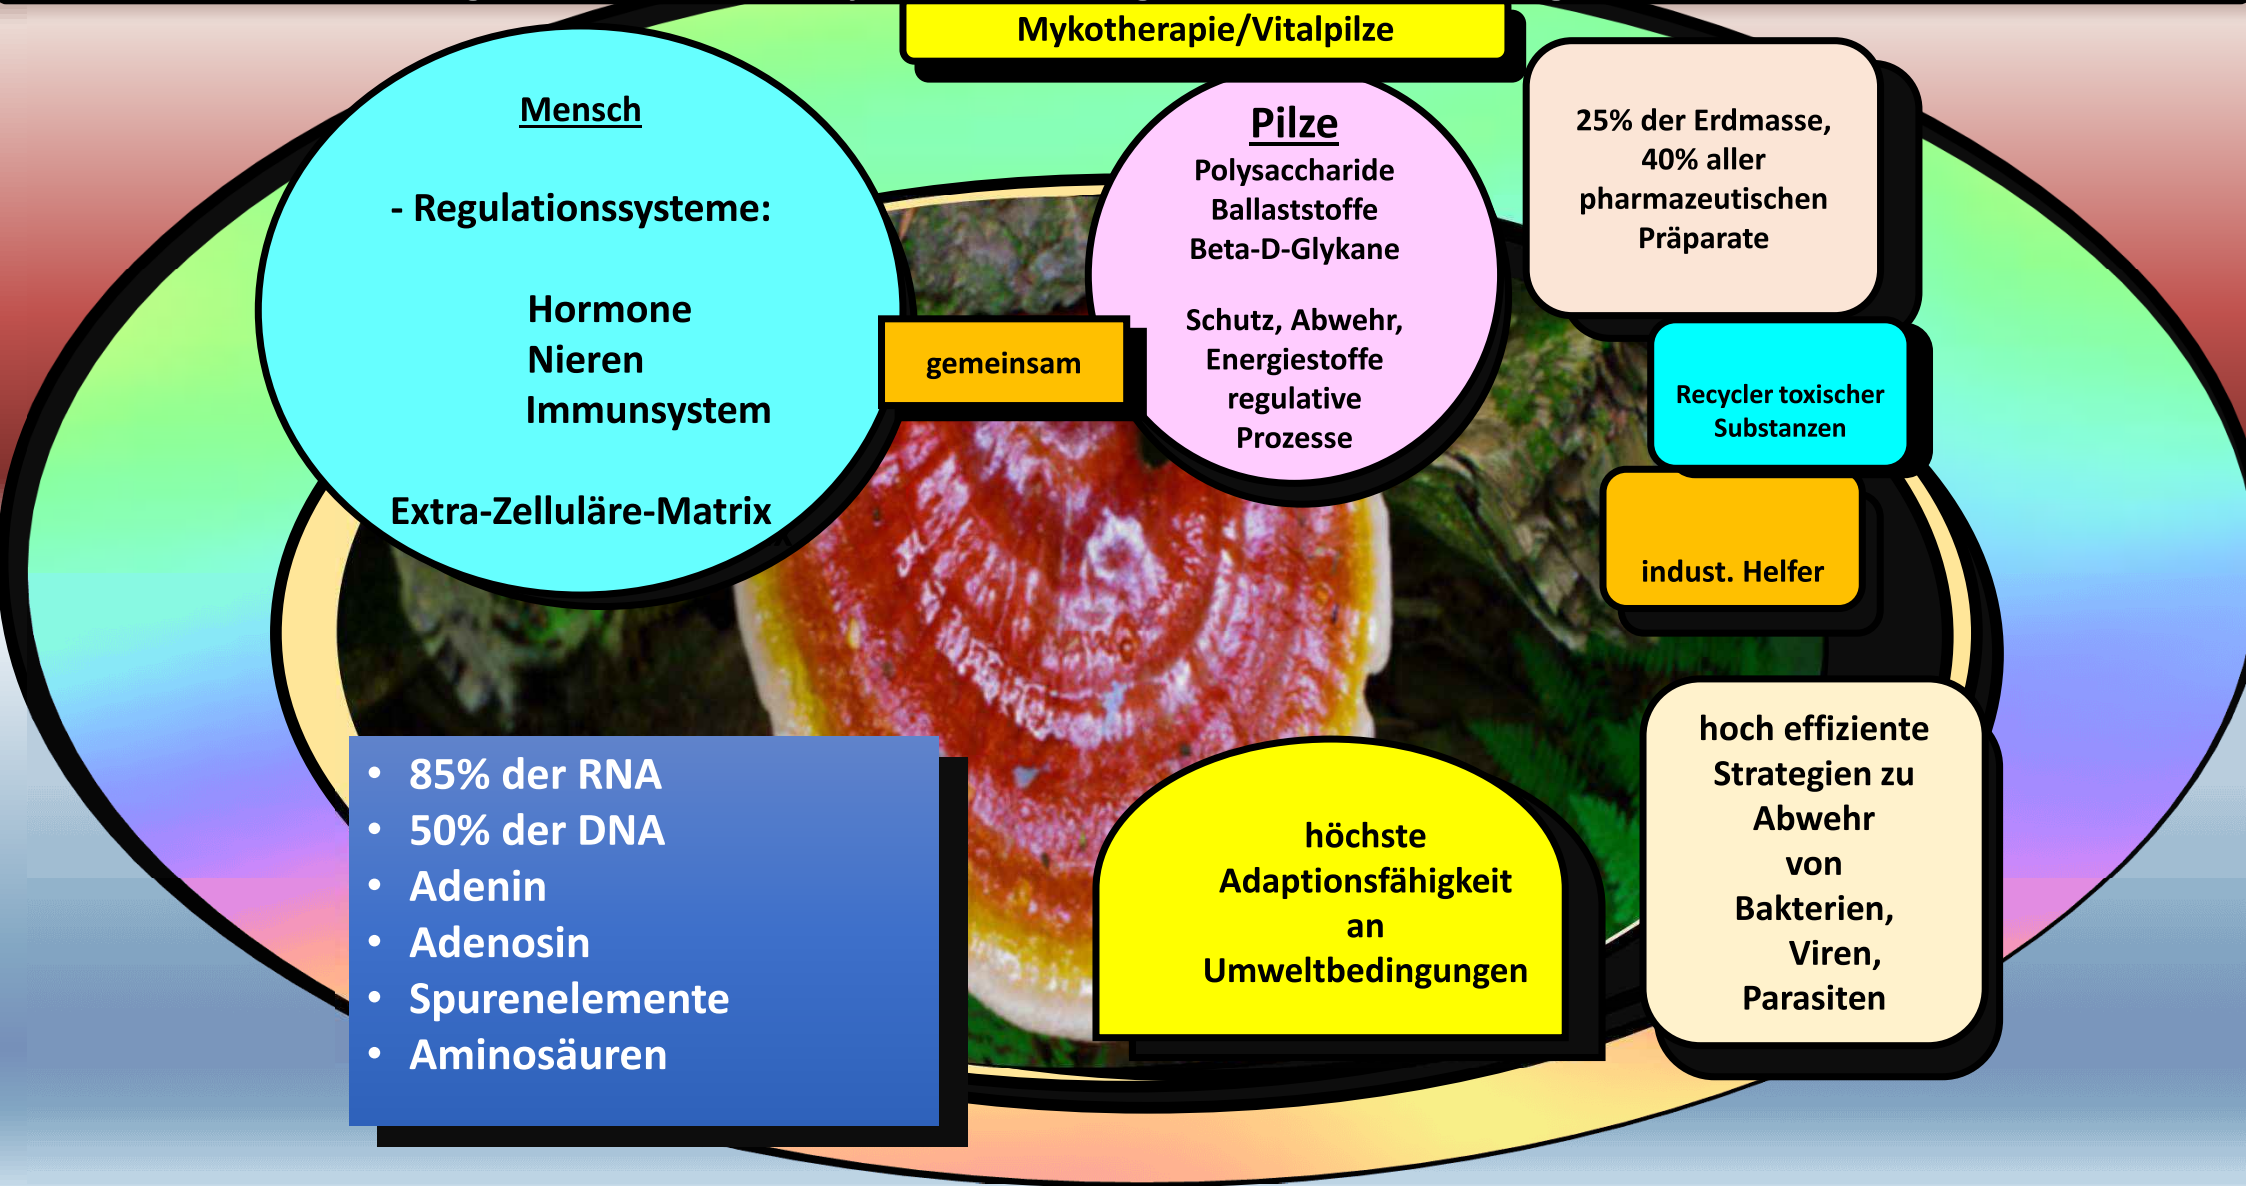 Mykotherapie/Vitalpilze
Mensch
- Regulationssysteme:
Hormone
Nieren
Immunsystem
Extra-Zelluläre-Matrix
gemeinsam
Pilze
Polysaccharide
Ballaststoffe
Beta-D-Glykane
Schutz, Abwehr,
Energiestoffe
regulative
Prozesse
25% der Erdmasse,
40% aller
pharmazeutischen
Präparate
Recycler toxischer
Substanzen
indust. Helfer
• 85% der RNA
• 50% der DNA
• Adenin
• Adenosin
• Spurenelemente
• Aminosäuren
höchste
Adaptionsfähigkeit
an
Umweltbedingungen
hoch effiziente
Strategien zu
Abwehr
von
Bakterien,
Viren,
Parasiten